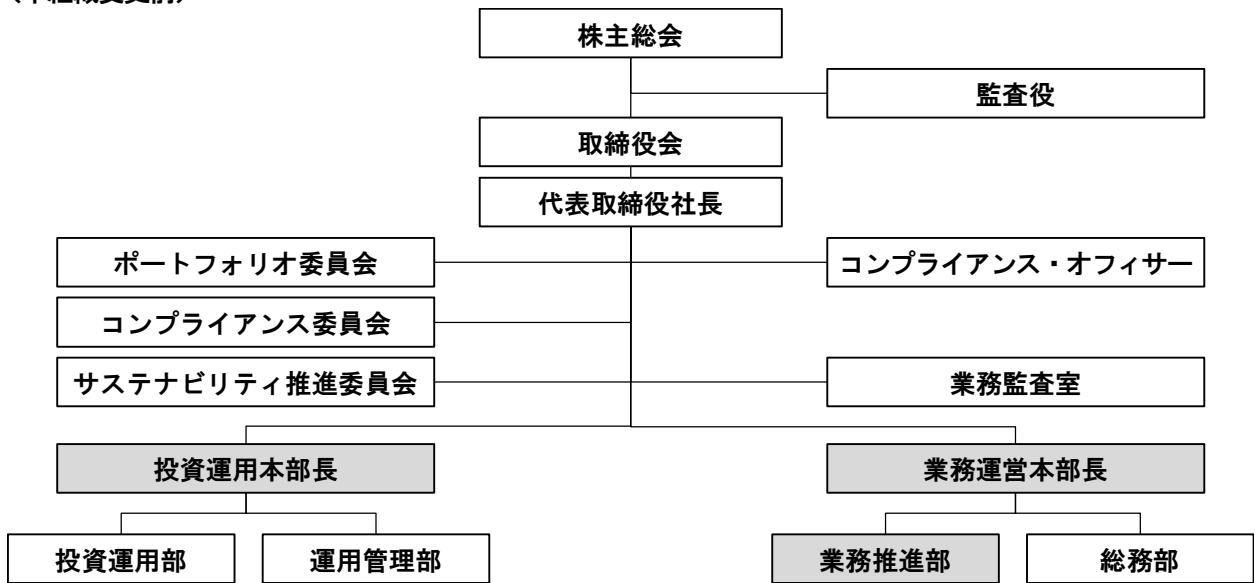 株主総会
監査役
取締役会
代表取締役社長
ポートフォリオ委員会
コンプライアンス・オフィサー
コンプライアンス委員会
サステナビリティ推進委員会
業務監査室
投資運用本部長
業務運営本部長
投資運用部
運用管理部
業務推進部
総務部